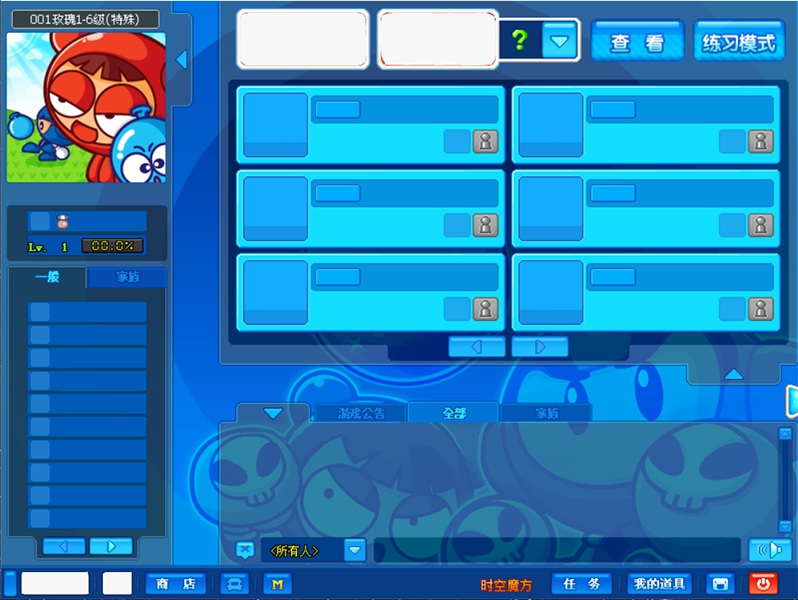 001玫瑰1-6级(特殊)
?
查 看
练习模式
Lv. 1 00.0%
一般
家族
游戏公告
全部
家族
<所有人>
商 店
M
时空魔方
任 务
我的道具